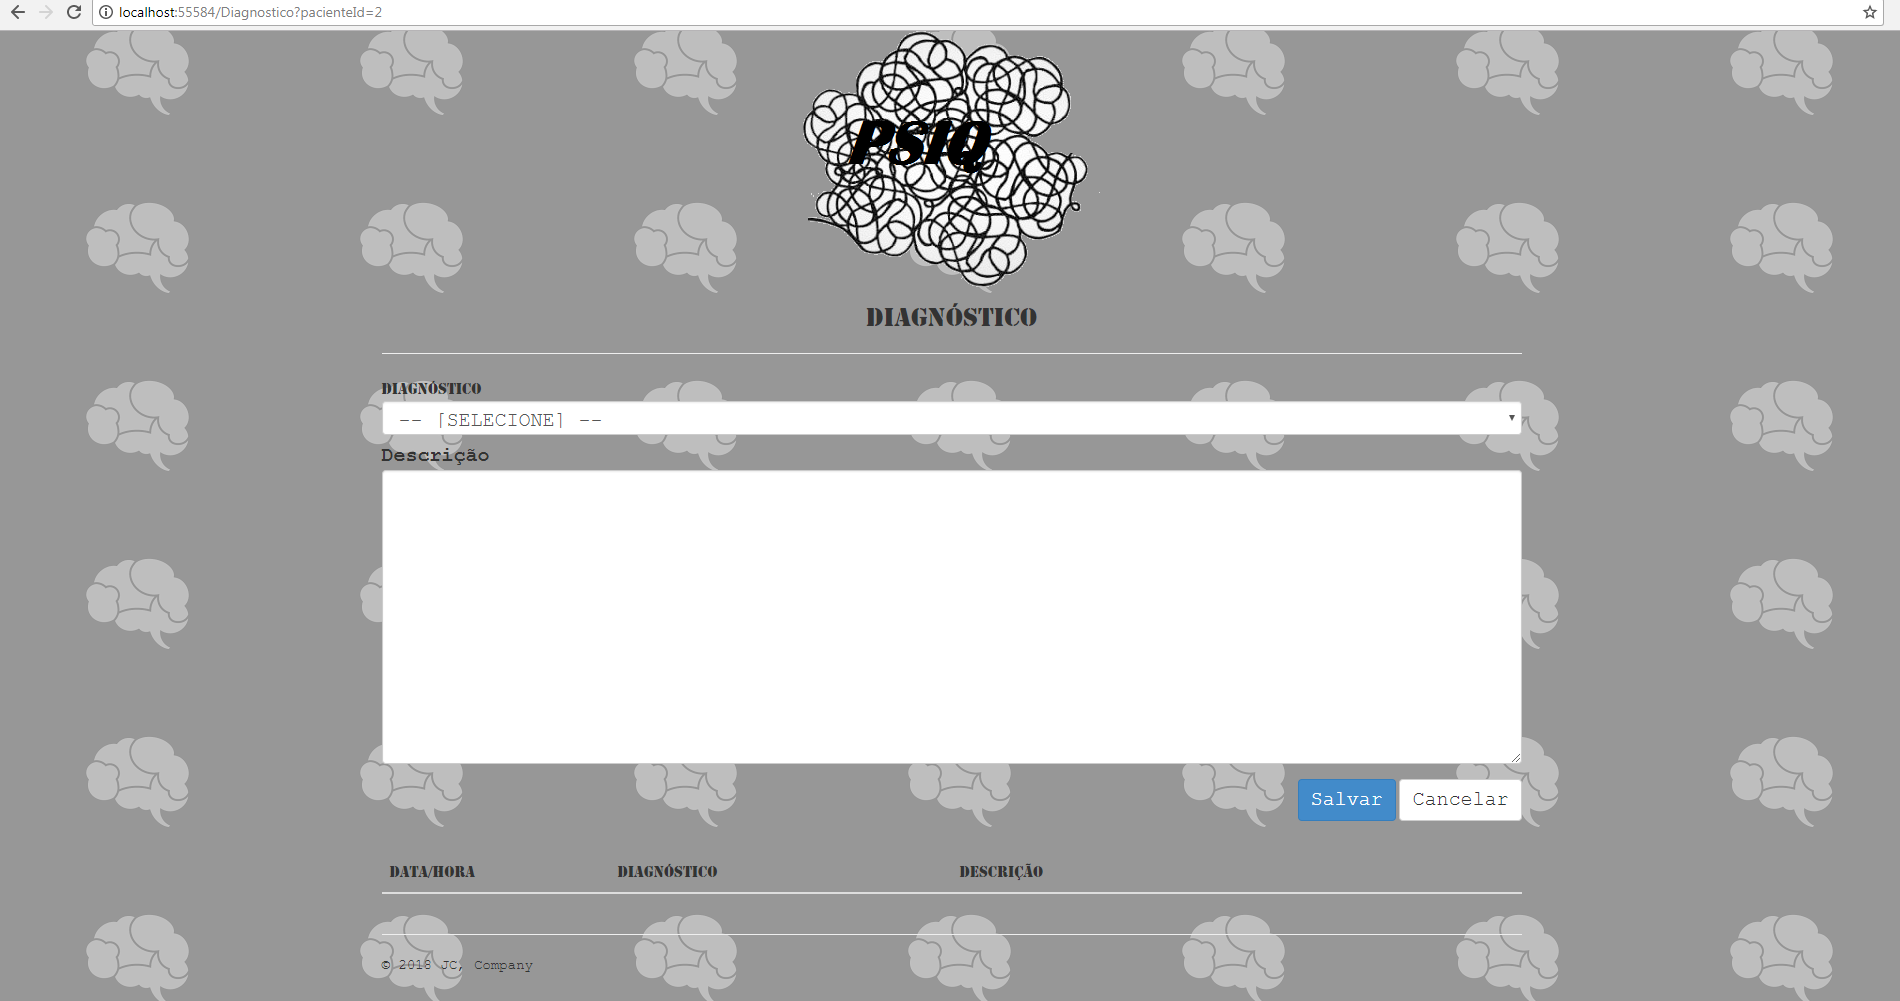 localhost:55584/Diagnostico?pacienteId=2
PSIQ
DIAGNÓSTICO
DIAGNÓSTICO
-- [SELECIONE] --
Descrição
Salvar Cancelar
DATA/HORA DIAGNÓSTICO DESCRIÇÃO
© 2018 JC, Company